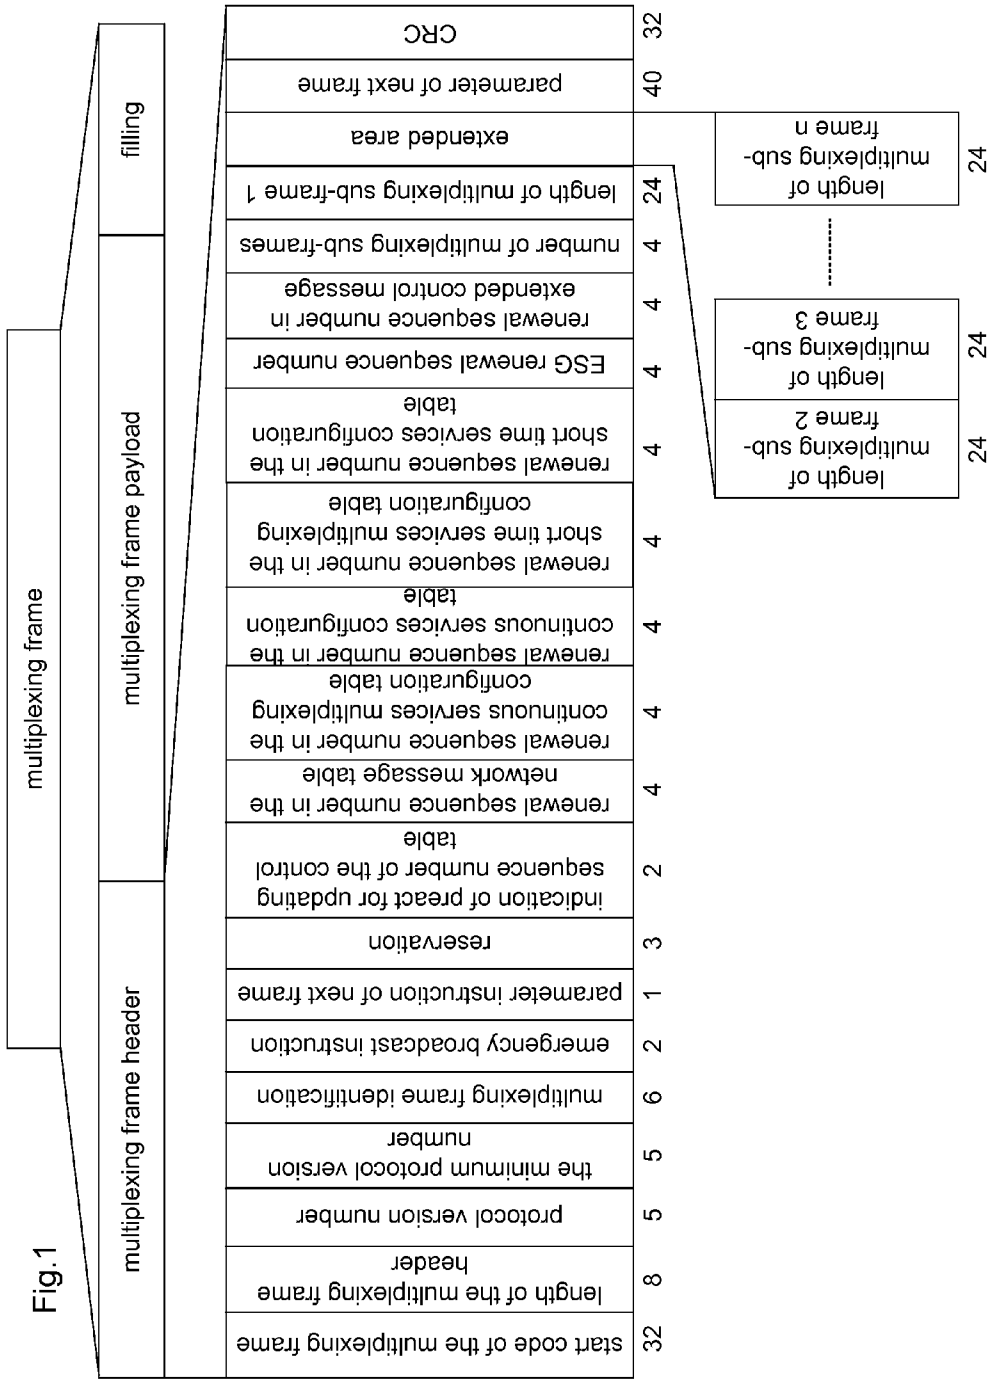 Fig.1
multiplexing frame
multiplexing frame header
multiplexing frame payload
filling
start code of the multiplexing frame
32
length of the multiplexing frame
header
8
protocol version number
5
the minimum protocol version
number
5
multiplexing frame identification
6
emergency broadcast instruction
2
parameter instruction of next frame
1
reservation
3
indication of preact for updating
sequence number of the control
table
2
renewal sequence number in the
network message table
4
renewal sequence number in the
continuous services multiplexing
configuration table
4
renewal sequence number in the
continuous services configuration
table
4
renewal sequence number in the
short time services multiplexing
configuration table
4
renewal sequence number in the
short time services configuration
table
4
ESG renewal sequence number
4
renewal sequence number in
extended control message
4
number of multiplexing sub-frames
4
length of multiplexing sub-frame 1
24
extended area
parameter of next frame
40
CRC
32
length of
multiplexing sub-
frame 2
24
length of
multiplexing sub-
frame 3
24
length of
multiplexing sub-
frame n
24